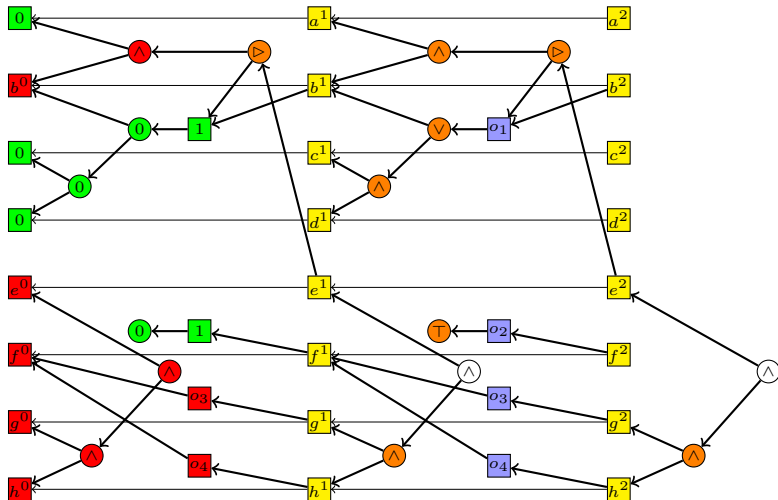 0 a¹ a²
∧ ▷ ∧ ▷
b⁰ b¹ b²
0 1 ∨ o₁
0 c¹ c²
0 ∧
0 d¹ d²
e⁰ e¹ e²
0 1 ⊤ o₂
f⁰ f¹ f²
∧ ∧ ∧
o₃ o₃
g⁰ g¹ g²
∧ ∧ ∧
o₄ o₄
h⁰ h¹ h²